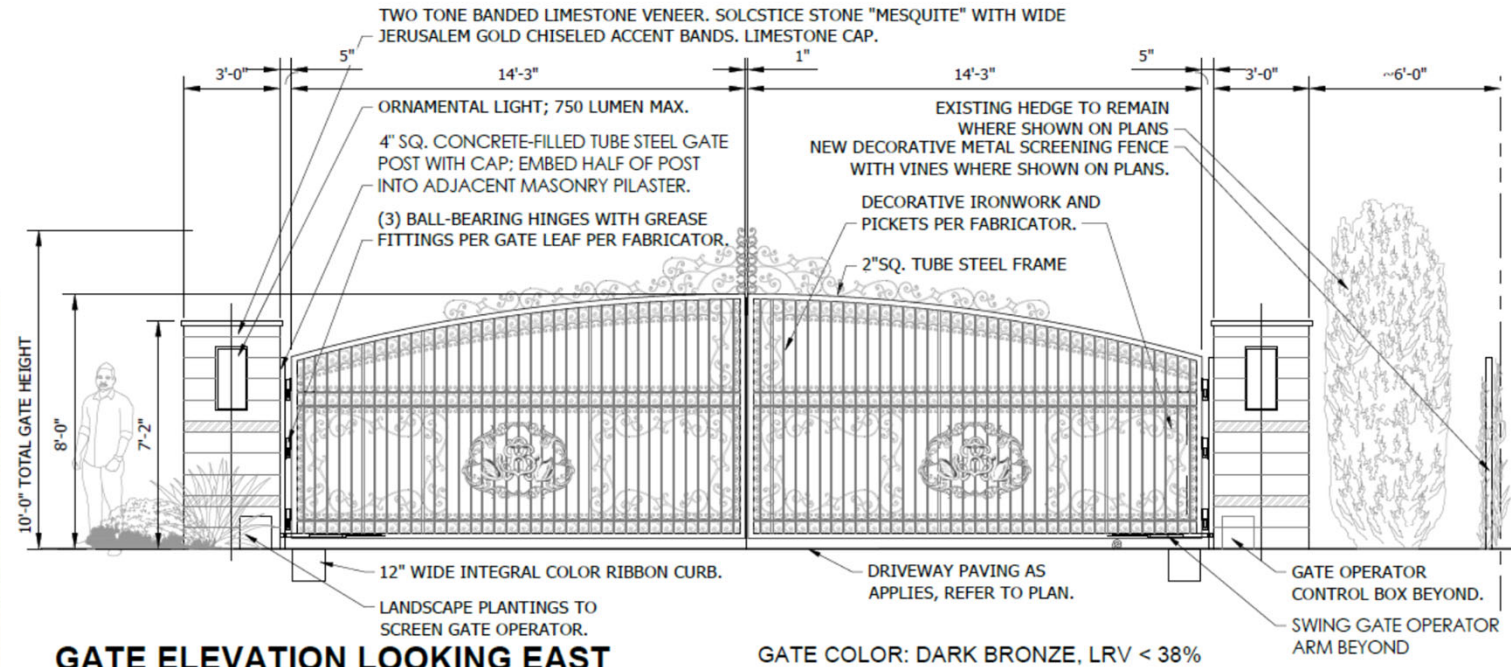 TWO TONE BANDED LIMESTONE VENEER. SOLCSTICE STONE "MESQUITE" WITH WIDE
JERUSALEM GOLD CHISELED ACCENT BANDS. LIMESTONE CAP.
3'-0"
5"
14'-3"
1"
14'-3"
5"
3'-0"
~6'-0"
ORNAMENTAL LIGHT; 750 LUMEN MAX.
4" SQ. CONCRETE-FILLED TUBE STEEL GATE
POST WITH CAP; EMBED HALF OF POST
INTO ADJACENT MASONRY PILASTER.
(3) BALL-BEARING HINGES WITH GREASE
FITTINGS PER GATE LEAF PER FABRICATOR.
EXISTING HEDGE TO REMAIN
WHERE SHOWN ON PLANS
NEW DECORATIVE METAL SCREENING FENCE
WITH VINES WHERE SHOWN ON PLANS.
DECORATIVE IRONWORK AND
PICKETS PER FABRICATOR.
2"SQ. TUBE STEEL FRAME
10'-0" TOTAL GATE HEIGHT
8'-0"
7'-2"
12" WIDE INTEGRAL COLOR RIBBON CURB.
LANDSCAPE PLANTINGS TO
SCREEN GATE OPERATOR.
DRIVEWAY PAVING AS
APPLIES, REFER TO PLAN.
GATE OPERATOR
CONTROL BOX BEYOND.
SWING GATE OPERATOR
ARM BEYOND
GATE ELEVATION LOOKING EAST
GATE COLOR: DARK BRONZE, LRV < 38%